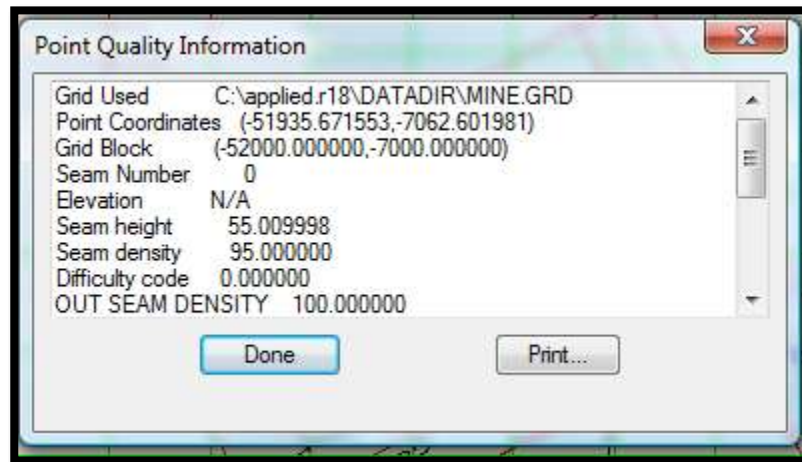 Point Quality Information
Grid Used C:\applied.r18\DATADIR\MINE.GRD
Point Coordinates (-51935.671553,-7062.601981)
Grid Block (-52000.000000,-7000.000000)
Seam Number 0
Elevation N/A
Seam height 55.009998
Seam density 95.000000
Difficulty code 0.000000
OUT SEAM DENSITY 100.000000
Done Print...